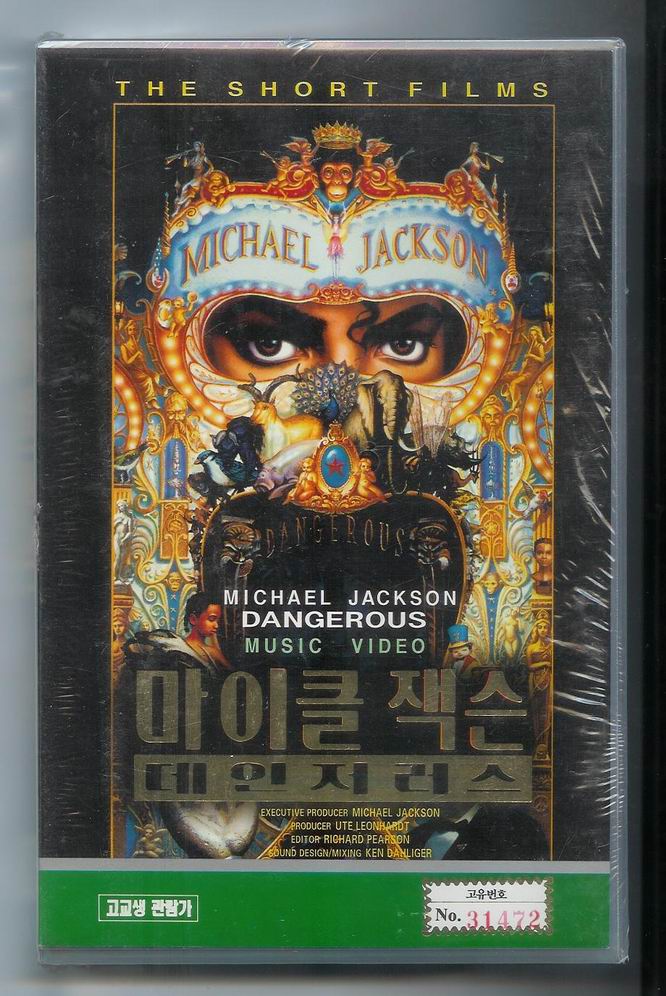 THE SHORT FILMS
MICHAEL JACKSON
DANGEROUS
MICHAEL JACKSON
DANGEROUS
MUSIC VIDEO
마이클 잭슨
데인저러스
EXECUTIVE PRODUCER MICHAEL JACKSON
PRODUCER UTE LEONHARDT
EDITOR RICHARD PEARSON
SOUND DESIGN/MIXING KEN DAHLIGER
고교생 관람가
고유번호
No. 31472